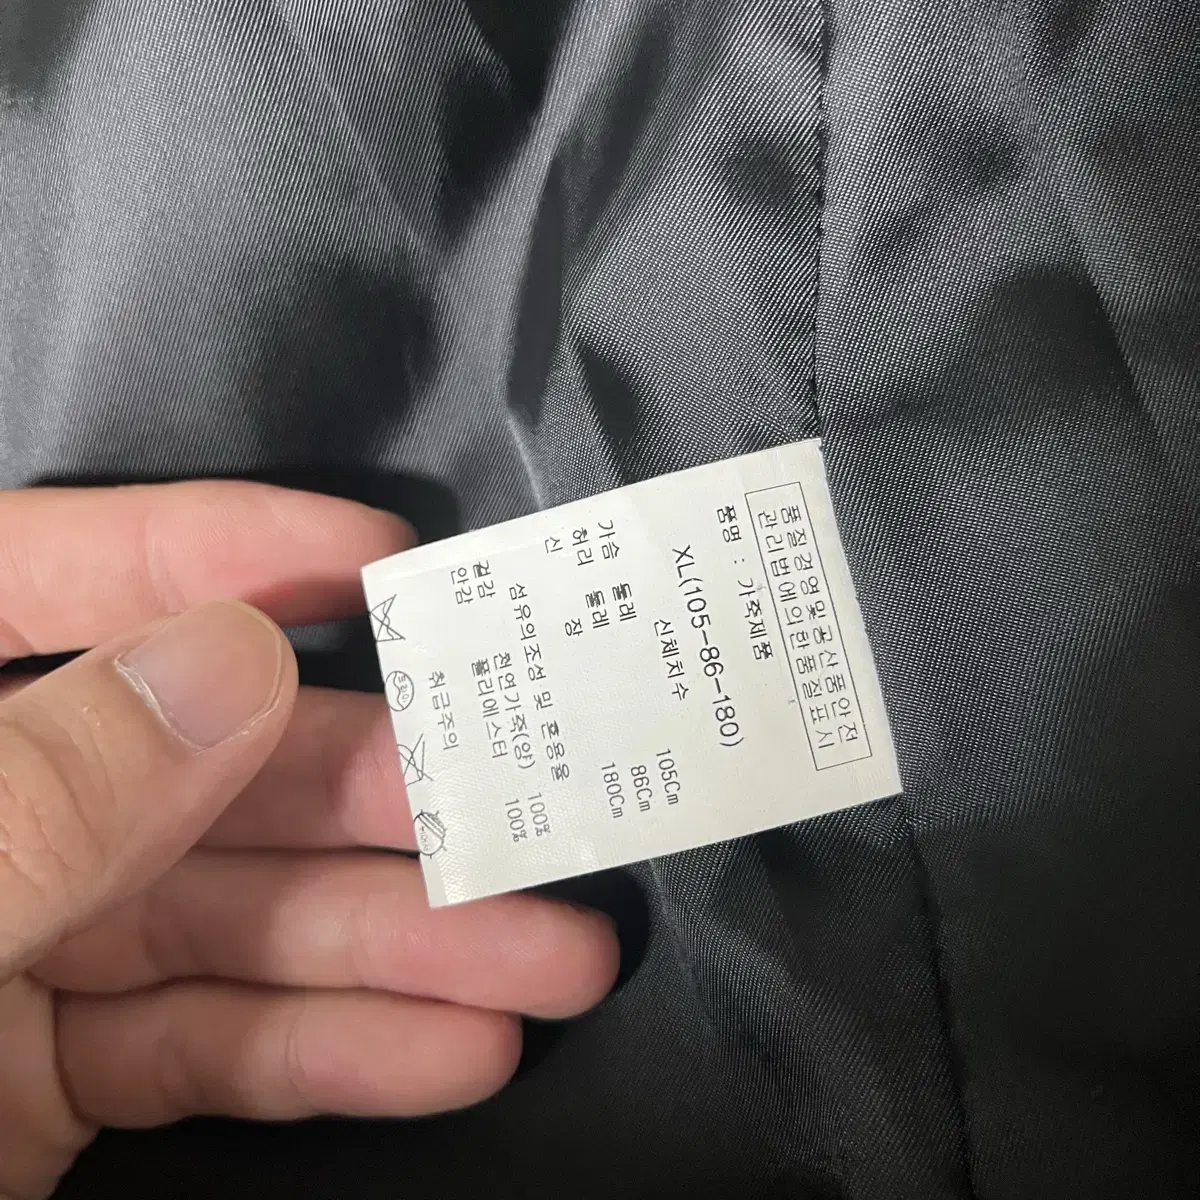 품질경영및공산품안전
관리법에의한품질표시
품명 : 가죽제품
XL(105-86-180)
신체치수
가슴 둘레 105Cm
허리 둘레 86Cm
신 장 180Cm
섬유의조성 및 혼용율
겉감 천연가죽(양) 100%
안감 폴리에스터 100%
취급주의
드라이